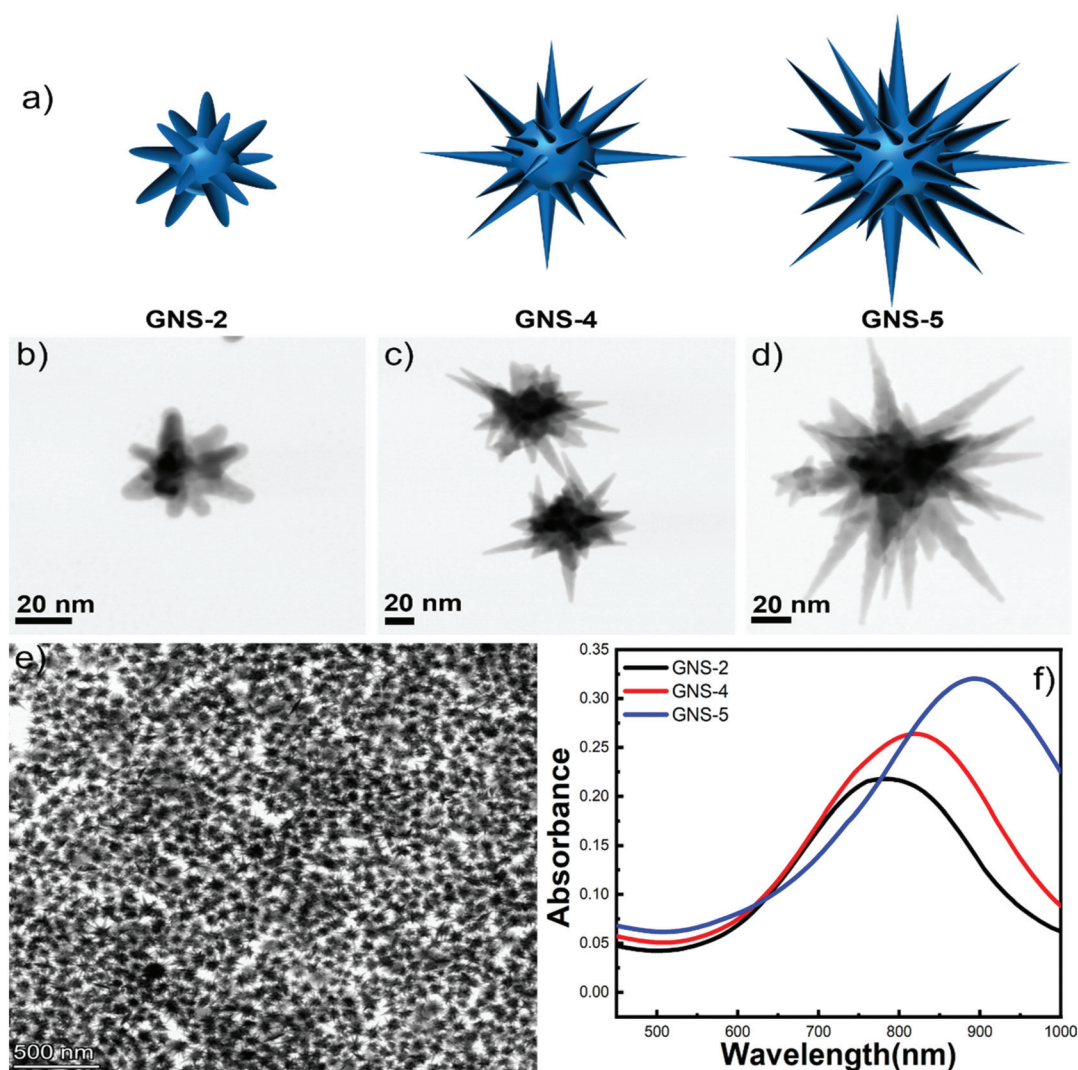 a)
GNS-2
GNS-4
GNS-5
b)
c)
d)
20 nm
20 nm
20 nm
e)
500 nm
f)
GNS-2
GNS-4
GNS-5
0.35
0.30
0.25
0.20
0.15
0.10
0.05
0.00
Absorbance
500 600 700 800 900 1000
Wavelength(nm)